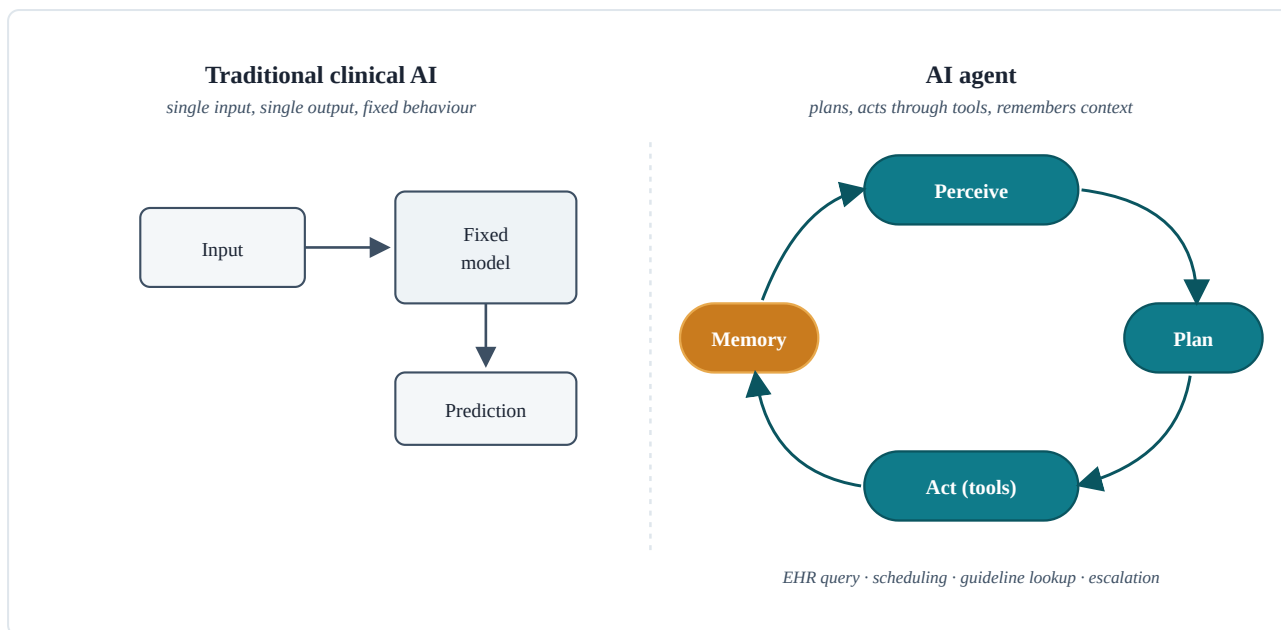 Traditional clinical AI
single input, single output, fixed behaviour
Input
Fixed
model
Prediction
AI agent
plans, acts through tools, remembers context
Perceive
Plan
Act (tools)
Memory
EHR query · scheduling · guideline lookup · escalation